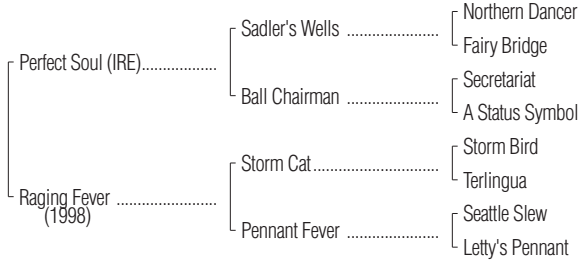 Northern Dancer
Sadler's Wells ........................
Fairy Bridge
Perfect Soul (IRE)...................
Secretariat
Ball Chairman ........................
A Status Symbol
Storm Bird
Storm Cat.................................
Terlingua
Raging Fever .........................
(1998)
Seattle Slew
Pennant Fever ........................
Letty's Pennant